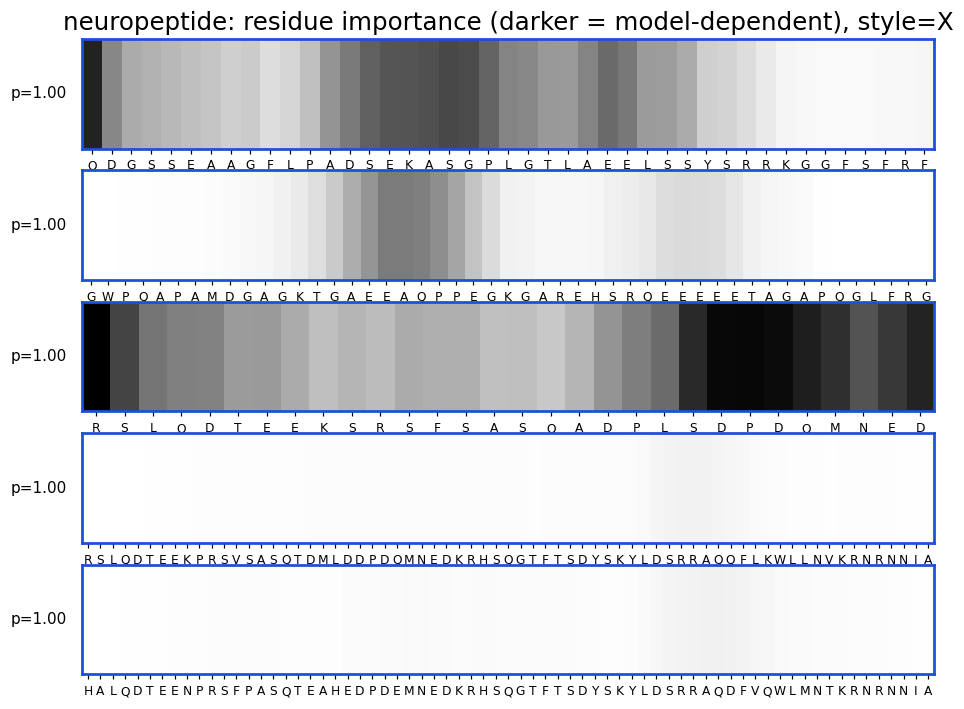 neuropeptide: residue importance (darker = model-dependent), style=X
p=1.00
Q D G S S E A A G F L P A D S E K A S G P L G T L A E E L S S Y S R R K G G F S F R F
p=1.00
G W P Q A P A M D G A G K T G A E E A Q P P E G K G A R E H S R Q E E E E E T A G A P Q G L F R G
p=1.00
R S L Q D T E E K S R S F S A S Q A D P L S D P D Q M N E D
p=1.00
R S L Q D T E E K P R S V S A S Q T D M L D D P D Q M N E D K R H S Q G T F T S D Y S K Y L D S R R A Q Q F L K W L L N V K R N R N N I A
p=1.00
H A L Q D T E E N P R S F P A S Q T E A H E D P D E M N E D K R H S Q G T F T S D Y S K Y L D S R R A Q D F V Q W L M N T K R N R N N I A